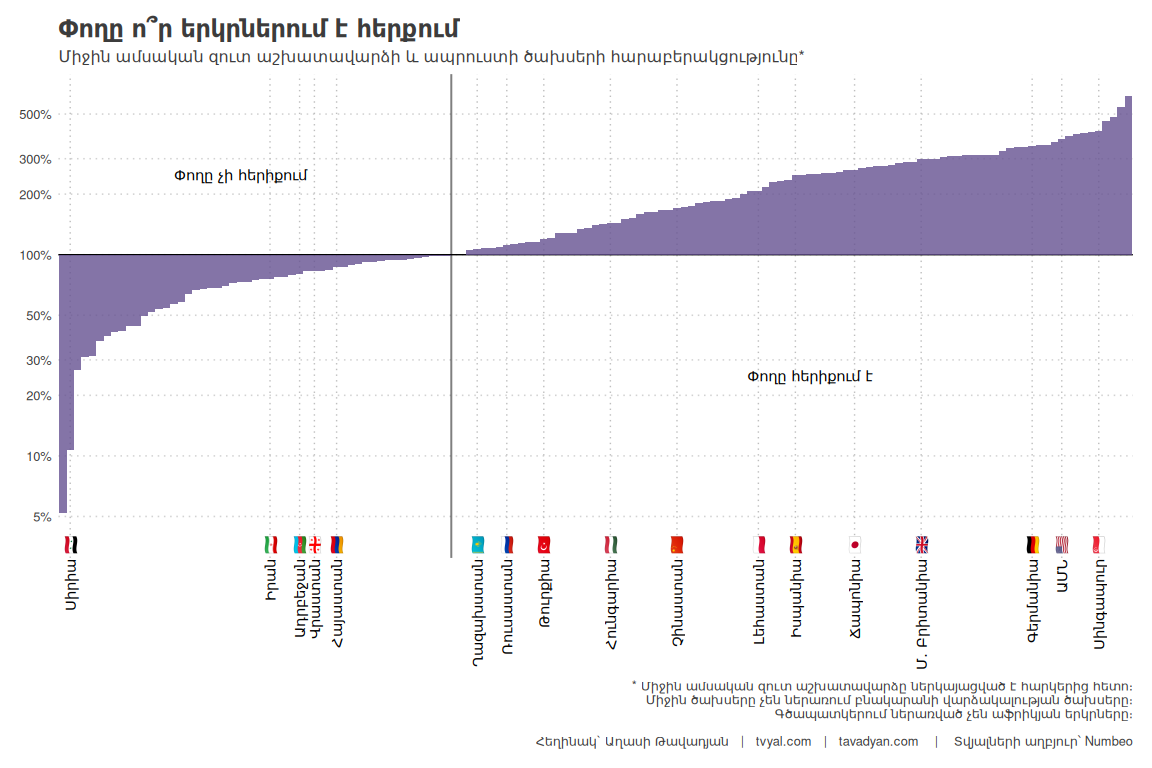 Փողը ո՞ր երկրներում է հերքում
Միջին ամսական զուտ աշխատավարձի և ապրուստի ծախսերի հարաբերակցությունը*
500%
300%
200%
100%
50%
30%
20%
10%
5%
Փողը չի հերիքում
Փողը հերիքում է
Սիրիա
Իրան
Ադրբեջան
Վրաստան
Հայաստան
Ղազախստան
Ռուսաստան
Թուրքիա
Հունգարիա
Չինաստան
Լեհաստան
Իսպանիա
Ճապոնիա
Մ. Բրիտանիա
Գերմանիա
ԱՄՆ
Սինգապուր
* Միջին ամսական զուտ աշխատավարձը ներկայացված է հարկերից հետո։
Միջին ծախսերը չեն ներառում բնակարանի վարձակալության ծախսերը։
Գծապատկերում ներառված չեն աֆրիկյան երկրները։
Հեղինակ՝ Աղասի Թավադյան | tvyal.com | tavadyan.com | Տվյալների աղբյուր՝ Numbeo